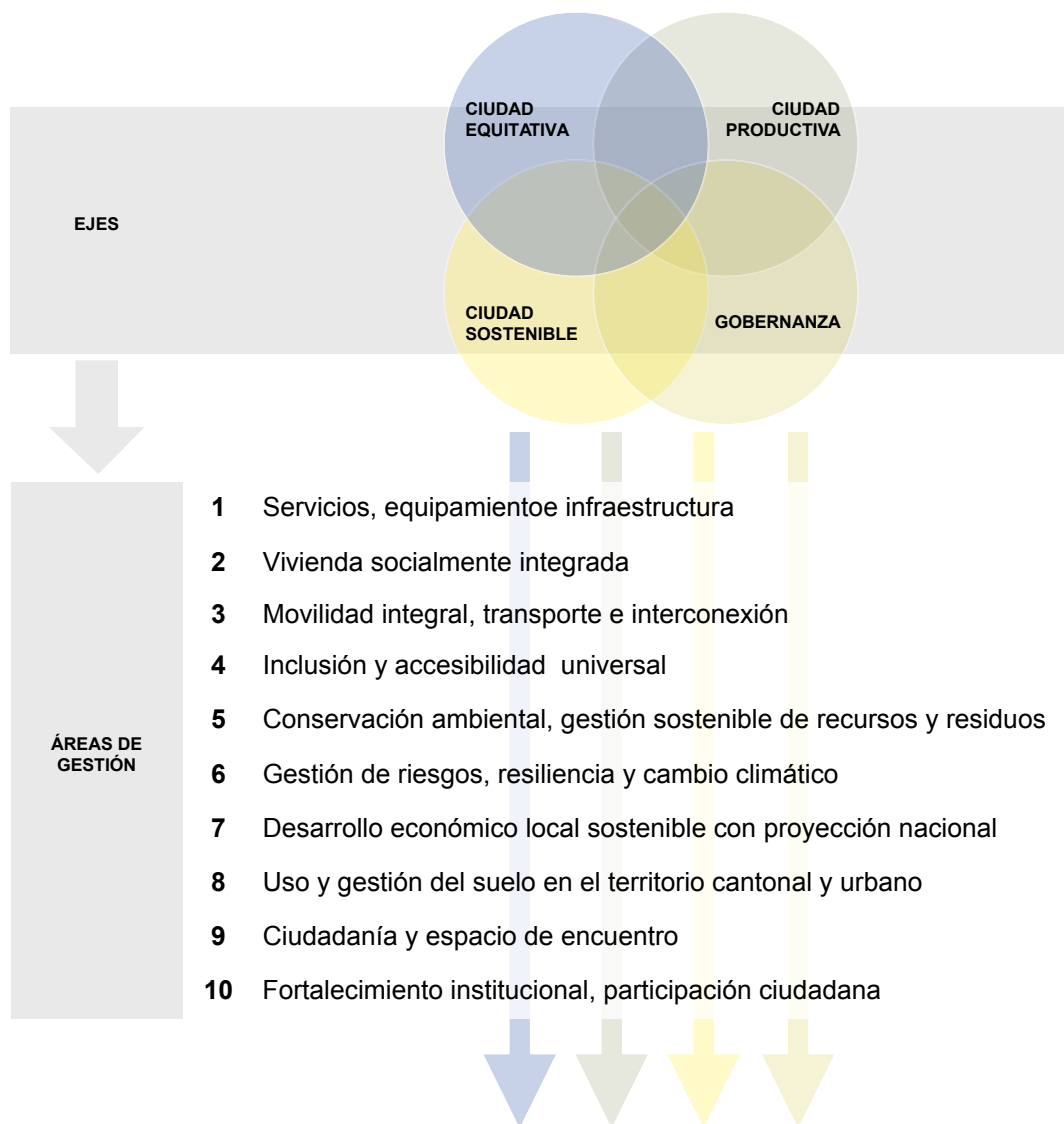 CIUDAD
EQUITATIVA
CIUDAD
PRODUCTIVA
EJES
CIUDAD
SOSTENIBLE
GOBERNANZA
ÁREAS DE
GESTIÓN
1 Servicios, equipamientoe infraestructura
2 Vivienda socialmente integrada
3 Movilidad integral, transporte e interconexión
4 Inclusión y accesibilidad universal
5 Conservación ambiental, gestión sostenible de recursos y residuos
6 Gestión de riesgos, resiliencia y cambio climático
7 Desarrollo económico local sostenible con proyección nacional
8 Uso y gestión del suelo en el territorio cantonal y urbano
9 Ciudadanía y espacio de encuentro
10 Fortalecimiento institucional, participación ciudadana